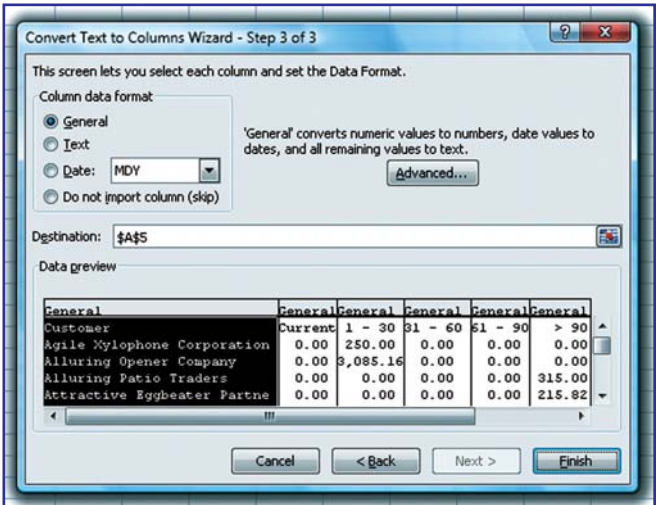 Convert Text to Columns Wizard - Step 3 of 3
?
X
This screen lets you select each column and set the Data Format.
Column data format
General
Text
Date: MDY
Do not import column (skip)
'General' converts numeric values to numbers, date values to
dates, and all remaining values to text.
Advanced...
Destination: $A$5
Data preview
General General General General General General
Customer Current 1 - 30 31 - 60 61 - 90 > 90
Agile Xylophone Corporation 0.00 250.00 0.00 0.00 0.00
Alluring Opener Company 0.00 3,085.16 0.00 0.00 0.00
Alluring Patio Traders 0.00 0.00 0.00 0.00 315.00
Attractive Eggbeater Partne 0.00 0.00 0.00 0.00 215.82
Cancel < Back Next > Finish